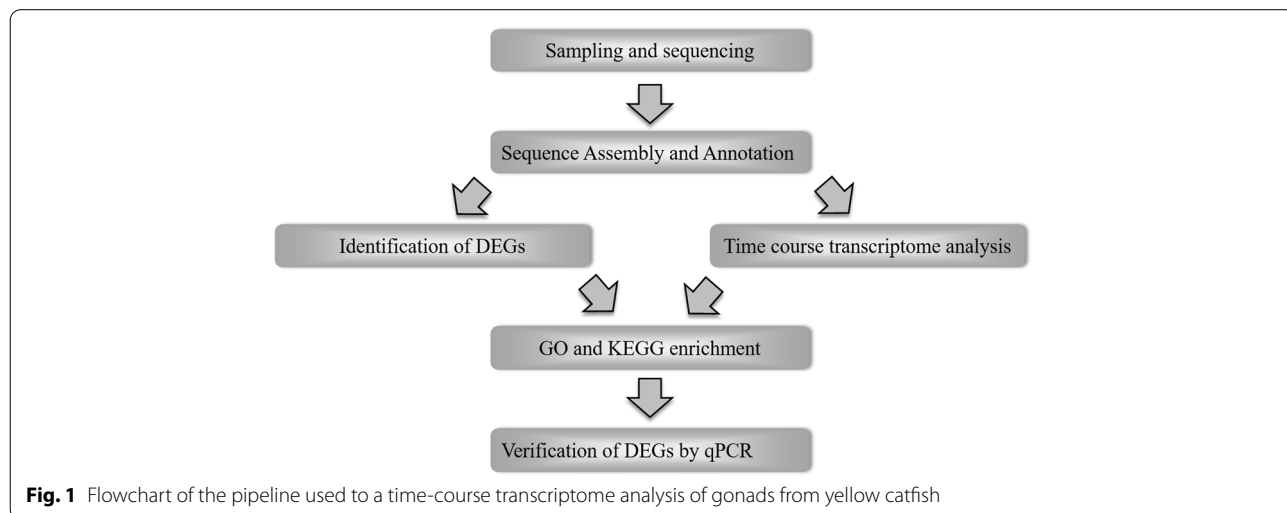 Sampling and sequencing
Sequence Assembly and Annotation
Identification of DEGs
Time course transcriptome analysis
GO and KEGG enrichment
Verification of DEGs by qPCR
Fig. 1 Flowchart of the pipeline used to a time-course transcriptome analysis of gonads from yellow catfish